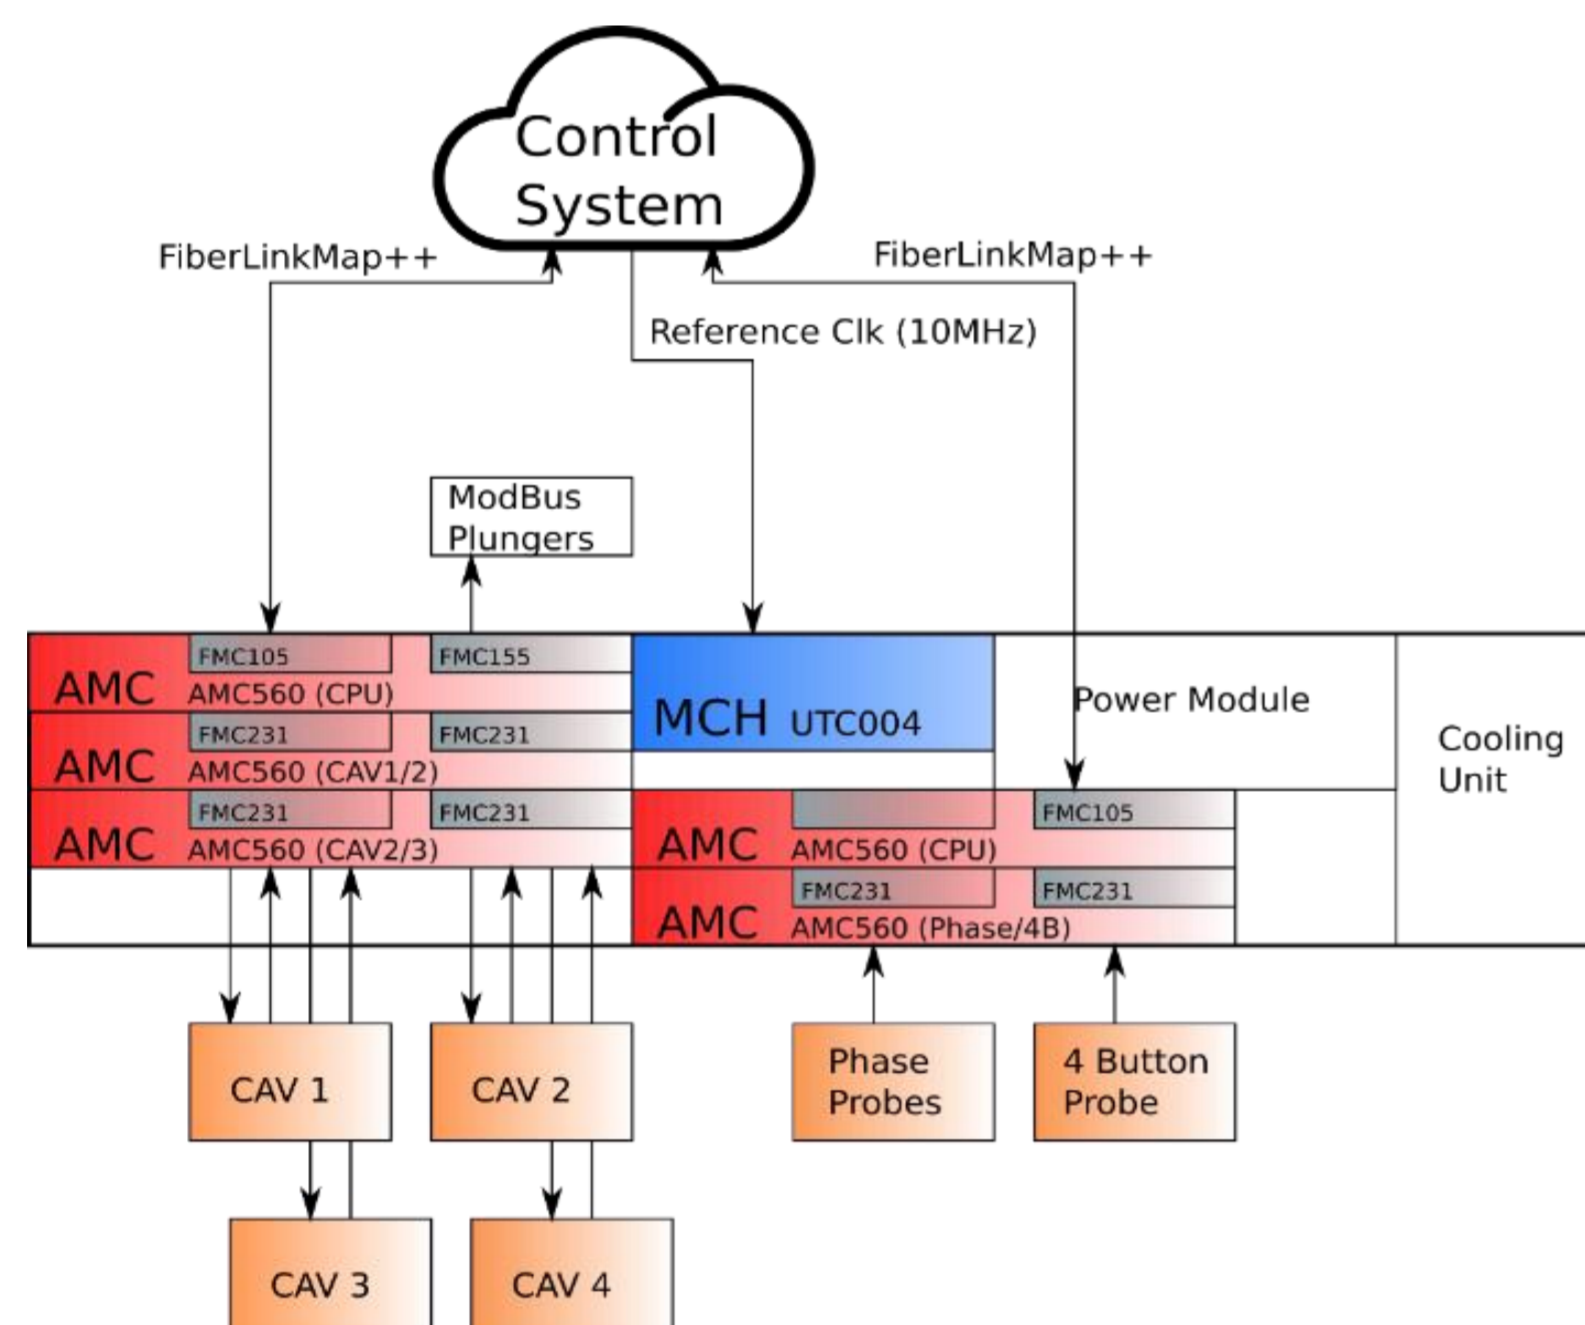 Control
System
FiberLinkMap++
FiberLinkMap++
Reference Clk (10MHz)
ModBus
Plungers
FMC105
FMC155
AMC
AMC560 (CPU)
FMC231
FMC231
AMC
AMC560 (CAV1/2)
FMC231
FMC231
AMC
AMC560 (CAV2/3)
MCH UTC004
Power Module
Cooling
Unit
FMC105
AMC
AMC560 (CPU)
FMC231
FMC231
AMC
AMC560 (Phase/4B)
CAV 1
CAV 2
Phase
Probes
4 Button
Probe
CAV 3
CAV 4